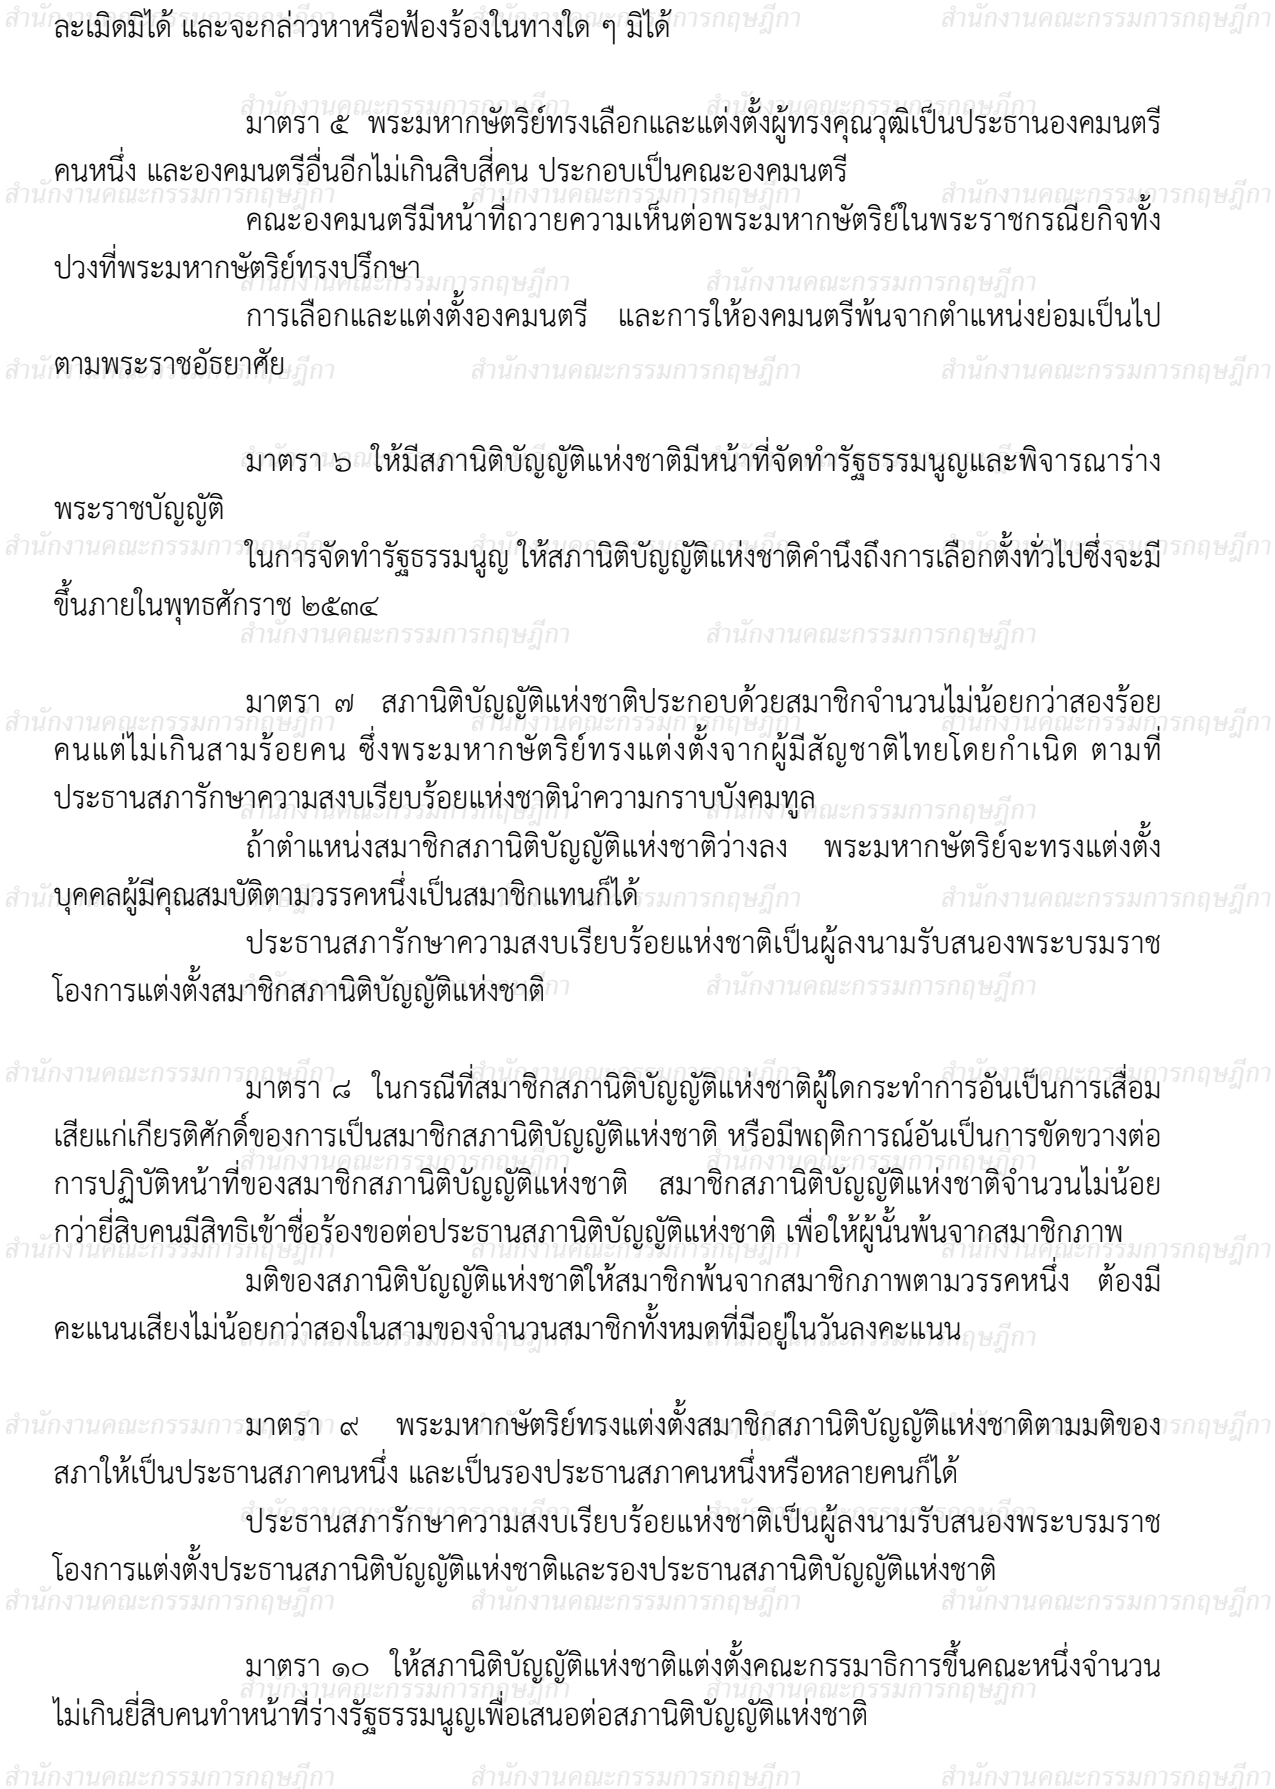 ละเมิดมิได้ และจะกล่าวหาหรือฟ้องร้องในทางใด ๆ มิได้
มาตรา ๕ พระมหากษัตริย์ทรงเลือกและแต่งตั้งผู้ทรงคุณวุฒิเป็นประธานองคมนตรี
คนหนึ่ง และองคมนตรีอื่นอีกไม่เกินสิบสี่คน ประกอบเป็นคณะองคมนตรี
คณะองคมนตรีมีหน้าที่ถวายความเห็นต่อพระมหากษัตริย์ในพระราชกรณียกิจทั้ง
ปวงที่พระมหากษัตริย์ทรงปรึกษา
การเลือกและแต่งตั้งองคมนตรี และการให้องคมนตรีพ้นจากตำแหน่งย่อมเป็นไป
ตามพระราชอัธยาศัย
มาตรา ๖ ให้มีสภานิติบัญญัติแห่งชาติมีหน้าที่จัดทำรัฐธรรมนูญและพิจารณาร่าง
พระราชบัญญัติ
ในการจัดทำรัฐธรรมนูญ ให้สภานิติบัญญัติแห่งชาติคำนึงถึงการเลือกตั้งทั่วไปซึ่งจะมี
ขึ้นภายในพุทธศักราช ๒๕๓๔
มาตรา ๗ สภานิติบัญญัติแห่งชาติประกอบด้วยสมาชิกจำนวนไม่น้อยกว่าสองร้อย
คนแต่ไม่เกินสามร้อยคน ซึ่งพระมหากษัตริย์ทรงแต่งตั้งจากผู้มีสัญชาติไทยโดยกำเนิด ตามที่
ประธานสภารักษาความสงบเรียบร้อยแห่งชาตินำความกราบบังคมทูล
ถ้าตำแหน่งสมาชิกสภานิติบัญญัติแห่งชาติว่างลง พระมหากษัตริย์จะทรงแต่งตั้ง
บุคคลผู้มีคุณสมบัติตามวรรคหนึ่งเป็นสมาชิกแทนก็ได้
ประธานสภารักษาความสงบเรียบร้อยแห่งชาติเป็นผู้ลงนามรับสนองพระบรมราช
โองการแต่งตั้งสมาชิกสภานิติบัญญัติแห่งชาติ
มาตรา ๘ ในกรณีที่สมาชิกสภานิติบัญญัติแห่งชาติผู้ใดกระทำการอันเป็นการเสื่อม
เสียแก่เกียรติศักดิ์ของการเป็นสมาชิกสภานิติบัญญัติแห่งชาติ หรือมีพฤติการณ์อันเป็นการขัดขวางต่อ
การปฏิบัติหน้าที่ของสมาชิกสภานิติบัญญัติแห่งชาติ สมาชิกสภานิติบัญญัติแห่งชาติจำนวนไม่น้อย
กว่ายี่สิบคนมีสิทธิเข้าชื่อร้องขอต่อประธานสภานิติบัญญัติแห่งชาติ เพื่อให้ผู้นั้นพ้นจากสมาชิกภาพ
มติของสภานิติบัญญัติแห่งชาติให้สมาชิกพ้นจากสมาชิกภาพตามวรรคหนึ่ง ต้องมี
คะแนนเสียงไม่น้อยกว่าสองในสามของจำนวนสมาชิกทั้งหมดที่มีอยู่ในวันลงคะแนน
มาตรา ๙ พระมหากษัตริย์ทรงแต่งตั้งสมาชิกสภานิติบัญญัติแห่งชาติตามมติของ
สภาให้เป็นประธานสภาคนหนึ่ง และเป็นรองประธานสภาคนหนึ่งหรือหลายคนก็ได้
ประธานสภารักษาความสงบเรียบร้อยแห่งชาติเป็นผู้ลงนามรับสนองพระบรมราช
โองการแต่งตั้งประธานสภานิติบัญญัติแห่งชาติและรองประธานสภานิติบัญญัติแห่งชาติ
มาตรา ๑๐ ให้สภานิติบัญญัติแห่งชาติแต่งตั้งคณะกรรมาธิการขึ้นคณะหนึ่งจำนวน
ไม่เกินยี่สิบคนทำหน้าที่ร่างรัฐธรรมนูญเพื่อเสนอต่อสภานิติบัญญัติแห่งชาติ
สำนักงานคณะกรรมการกฤษฎีกา สำนักงานคณะกรรมการกฤษฎีกา สำนักงานคณะกรรมการกฤษฎีกา